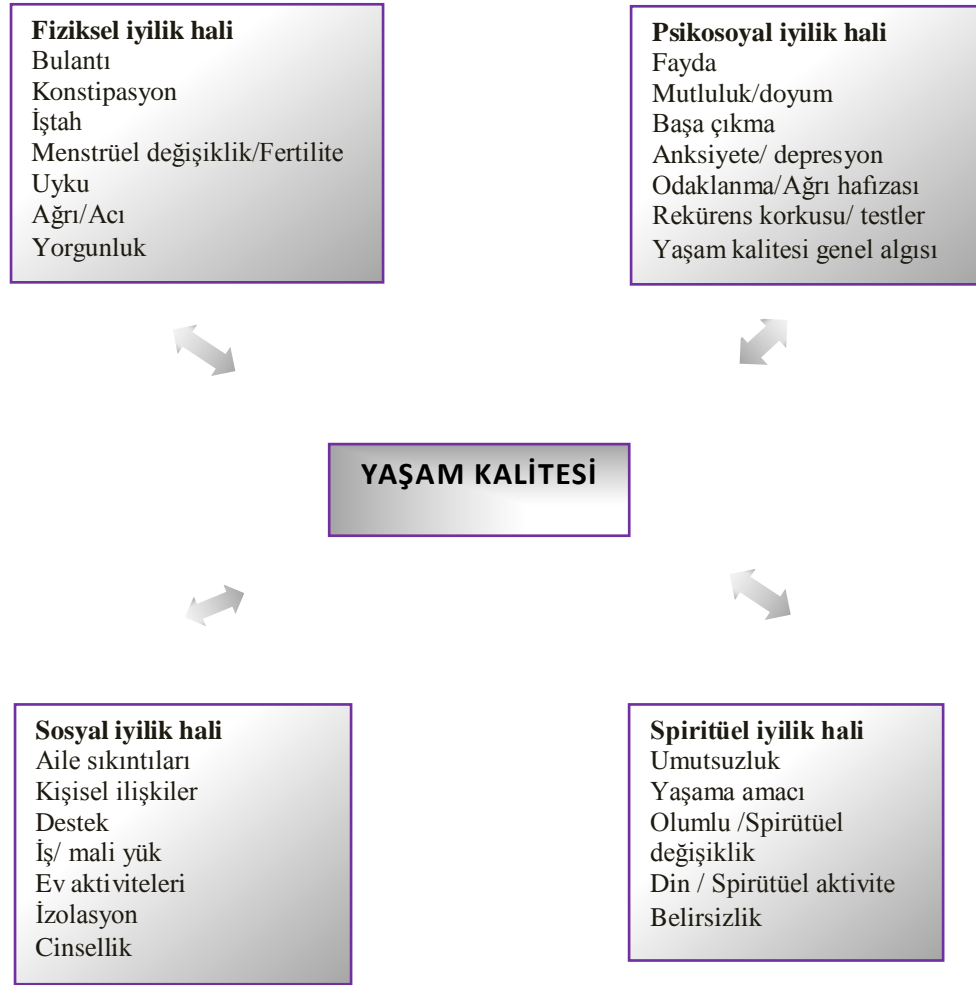 Fiziksel iyilik hali
Bulantı
Konstipasyon
İştah
Menstrüel değişiklik/Fertilite
Uyku
Ağrı/Acı
Yorgunluk
Psikosoyal iyilik hali
Fayda
Mutluluk/doyum
Başa çıkma
Anksiyete/ depresyon
Odaklanma/Ağrı hafızası
Rekürens korkusu/ testler
Yaşam kalitesi genel algısı
YAŞAM KALİTESİ
Sosyal iyilik hali
Aile sıkıntıları
Kişisel ilişkiler
Destek
İş/ mali yük
Ev aktiviteleri
İzolasyon
Cinsellik
Spiritüel iyilik hali
Umutsuzluk
Yaşama amacı
Olumlu /Spirütüel
değişiklik
Din / Spirütüel aktivite
Belirsizlik